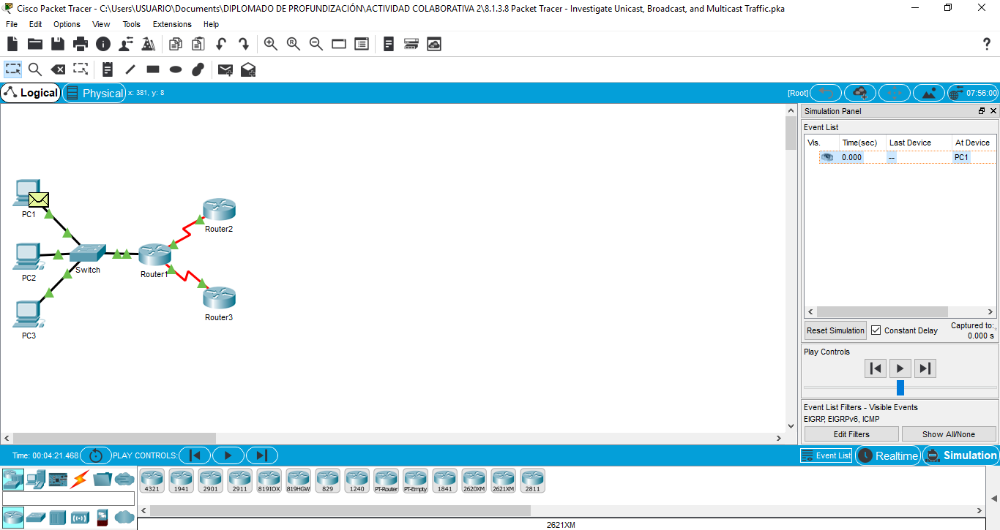 Cisco Packet Tracer - C:\Users\USUARIO\Documents\DIPLOMADO DE PROFUNDIZACIÓN\ACTIVIDAD COLABORATIVA 2\8.1.3.8 Packet Tracer - Investigate Unicast, Broadcast, and Multicast Traffic.pka
File Edit Options View Tools Extensions Help
Logical Physical x: 381, y: 8 [Root] 07:56:00
Simulation Panel
Event List
Vis. Time(sec) Last Device At Device
0.000 -- PC1
PC1
Router2
PC2
Switch
Router1
Router3
PC3
Reset Simulation Constant Delay Captured to:
0.000 s
Play Controls
Event List Filters - Visible Events
EIGRP, EIGRPv6, ICMP
Edit Filters Show All/None
Time: 00:04:21.468 PLAY CONTROLS: Event List Realtime Simulation
4321 1941 2901 2911 819IOX 819HGW 829 1240 PT-Router PT-Empty 1841 2620XM 2621XM 2811
2621XM